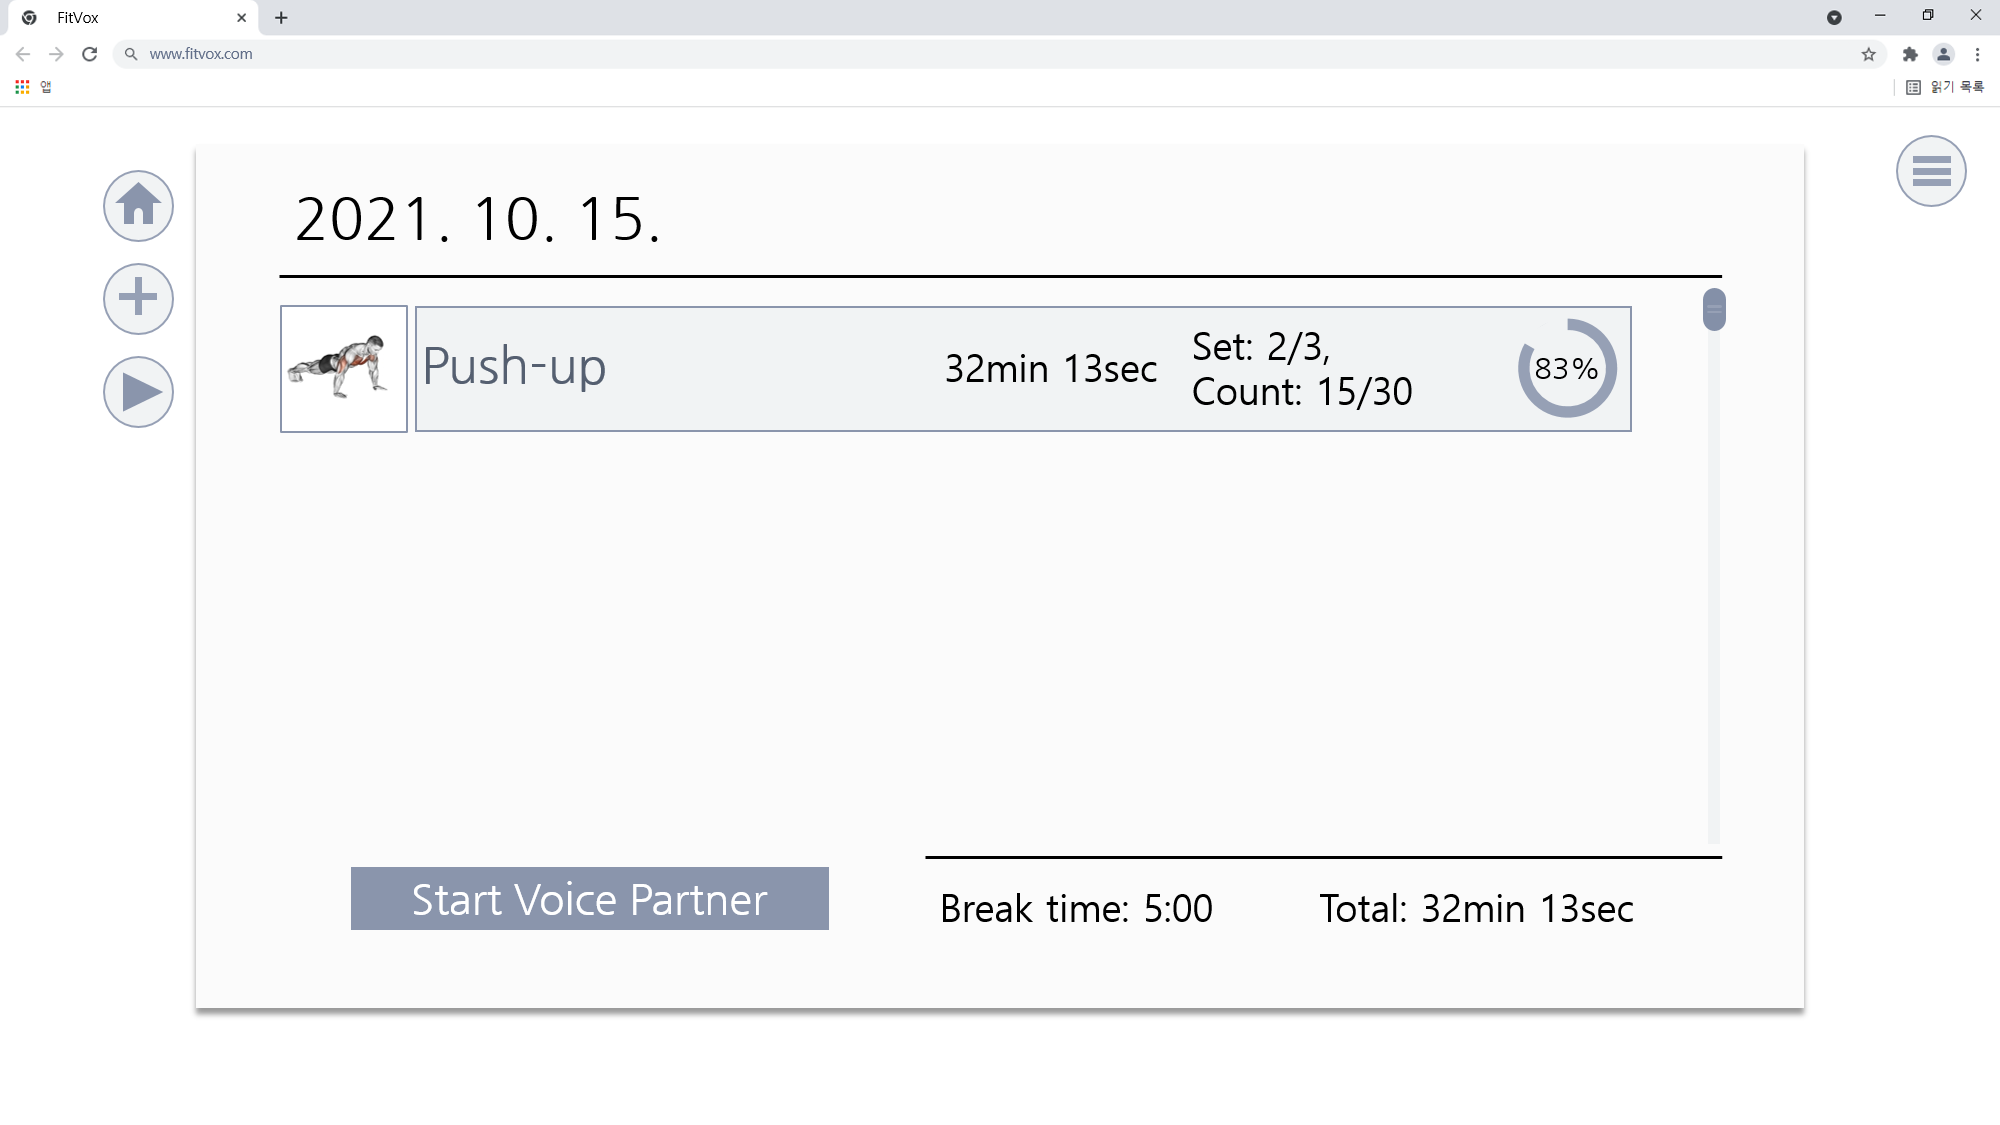 FitVox
www.fitvox.com
앱
읽기 목록
2021. 10. 15.
Push-up
32min 13sec
Set: 2/3,
Count: 15/30
83%
Start Voice Partner
Break time: 5:00
Total: 32min 13sec